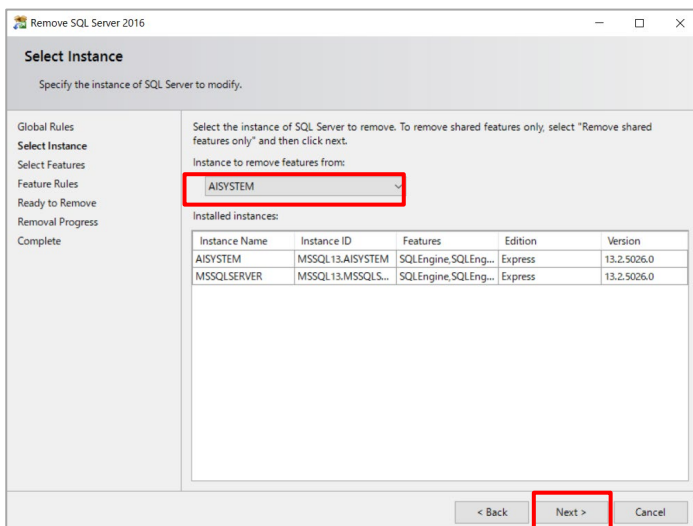 Remove SQL Server 2016
Select Instance
Specify the instance of SQL Server to modify.
Global Rules
Select Instance
Select Features
Feature Rules
Ready to Remove
Removal Progress
Complete
Select the instance of SQL Server to remove. To remove shared features only, select "Remove shared
features only" and then click next.
Instance to remove features from:
AISYSTEM
Installed instances:
Instance Name Instance ID Features Edition Version
AISYSTEM MSSQL13.AISYSTEM SQLEngine,SQLEng... Express 13.2.5026.0
MSSQLSERVER MSSQL13.MSSQLS... SQLEngine,SQLEng... Express 13.2.5026.0
< Back Next > Cancel